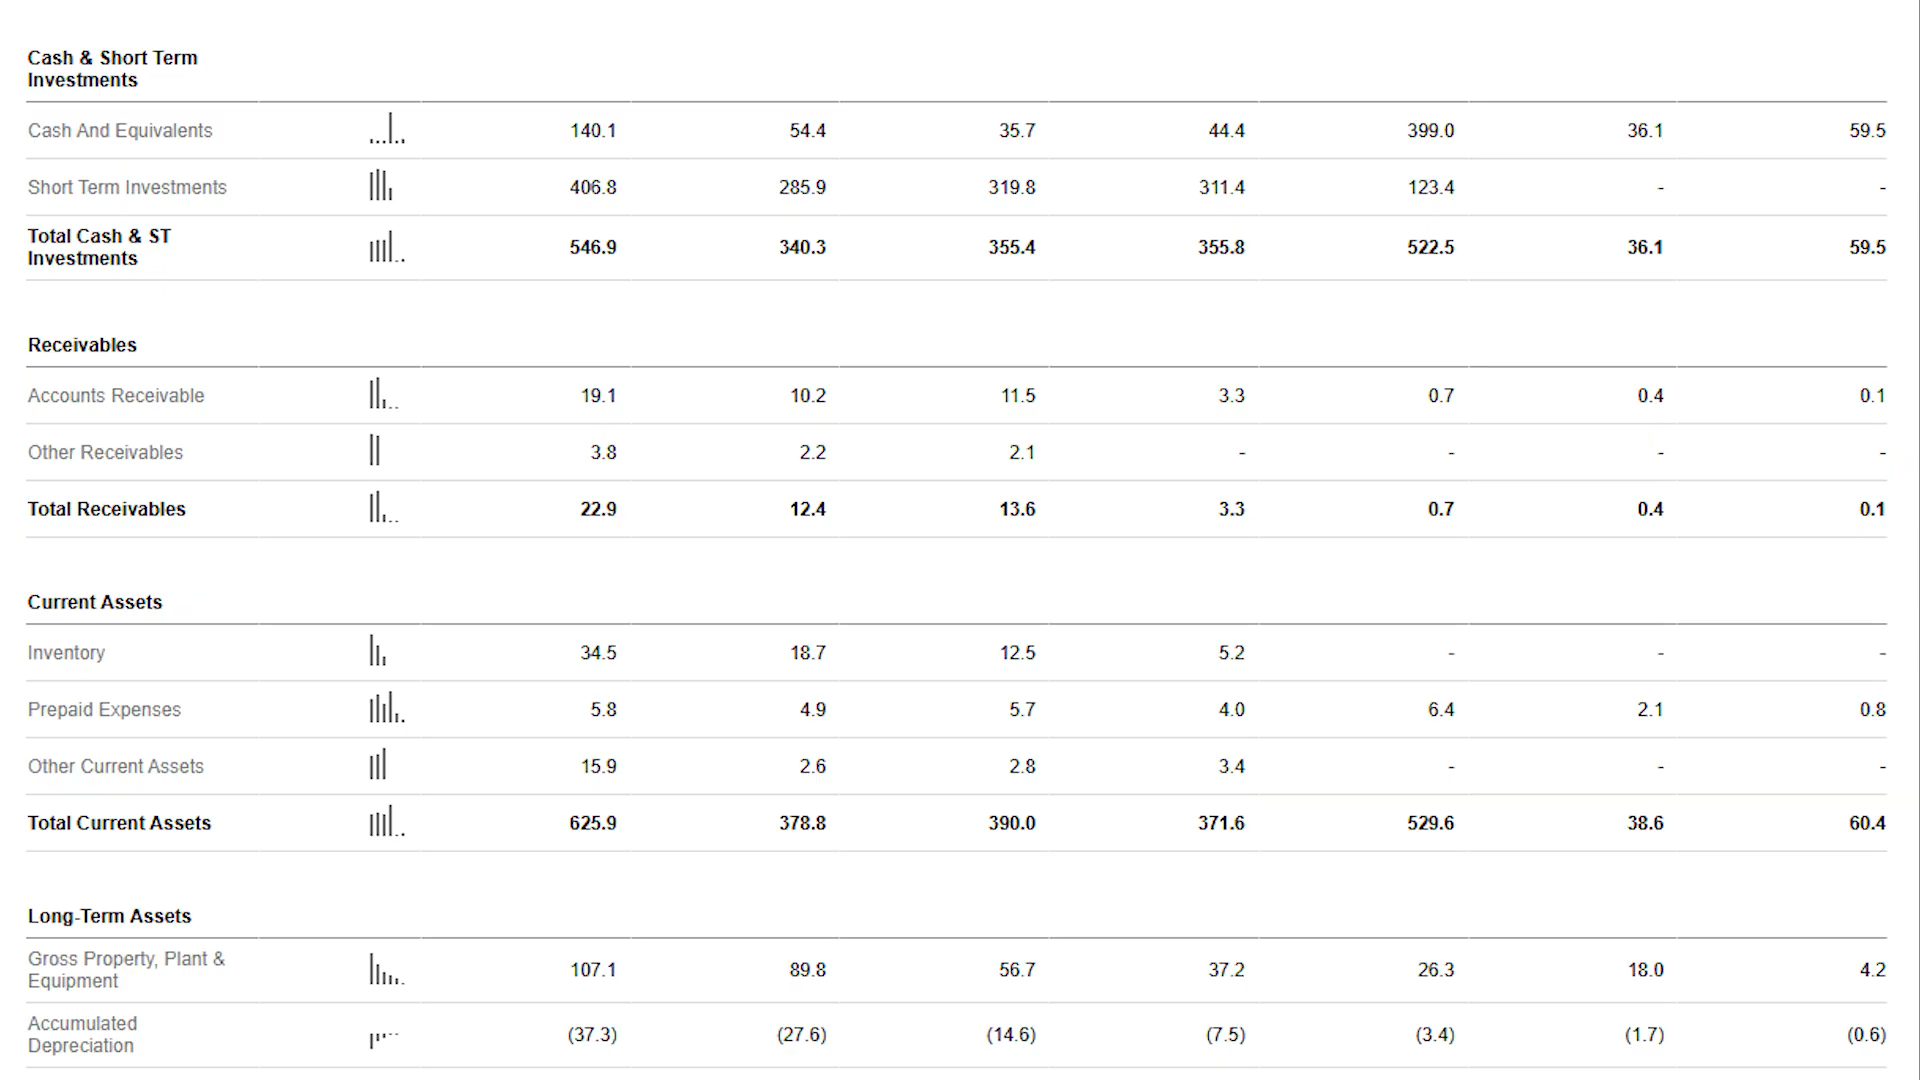 Cash & Short Term
Investments
Cash And Equivalents 140.1 54.4 35.7 44.4 399.0 36.1 59.5
Short Term Investments 406.8 285.9 319.8 311.4 123.4 - -
Total Cash & ST
Investments 546.9 340.3 355.4 355.8 522.5 36.1 59.5
Receivables
Accounts Receivable 19.1 10.2 11.5 3.3 0.7 0.4 0.1
Other Receivables 3.8 2.2 2.1 - - - -
Total Receivables 22.9 12.4 13.6 3.3 0.7 0.4 0.1
Current Assets
Inventory 34.5 18.7 12.5 5.2 - - -
Prepaid Expenses 5.8 4.9 5.7 4.0 6.4 2.1 0.8
Other Current Assets 15.9 2.6 2.8 3.4 - - -
Total Current Assets 625.9 378.8 390.0 371.6 529.6 38.6 60.4
Long-Term Assets
Gross Property, Plant &
Equipment 107.1 89.8 56.7 37.2 26.3 18.0 4.2
Accumulated
Depreciation (37.3) (27.6) (14.6) (7.5) (3.4) (1.7) (0.6)